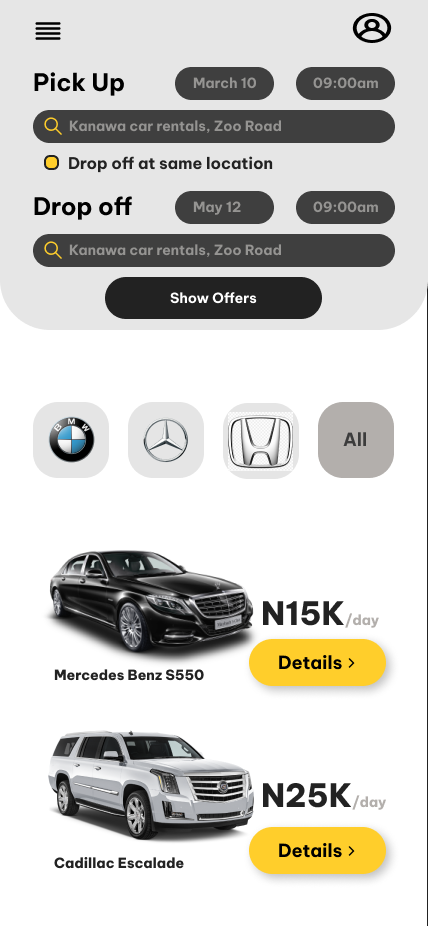 Pick Up
March 10
09:00am
Kanawa car rentals, Zoo Road
Drop off at same location
Drop off
May 12
09:00am
Kanawa car rentals, Zoo Road
Show Offers
BMW
All
N15K/day
Details >
Mercedes Benz S550
N25K/day
Details >
Cadillac Escalade